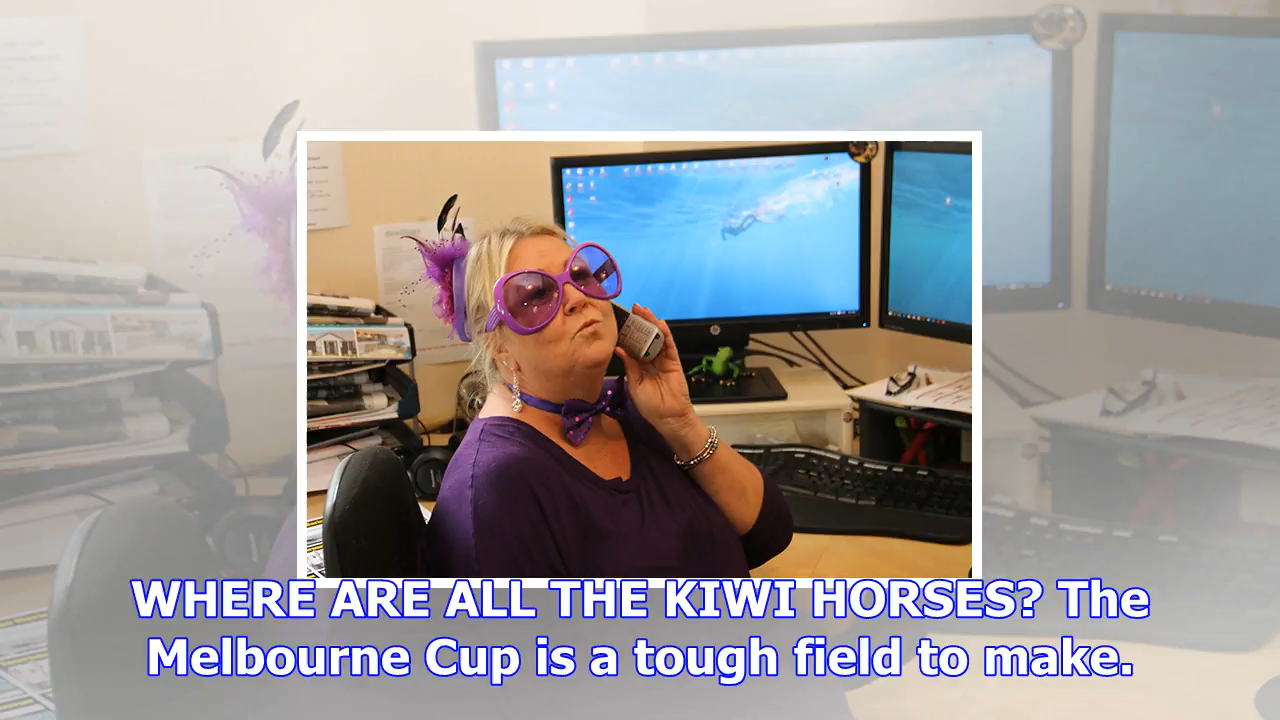 WHERE ARE ALL THE KIWI HORSES? The
Melbourne Cup is a tough field to make.